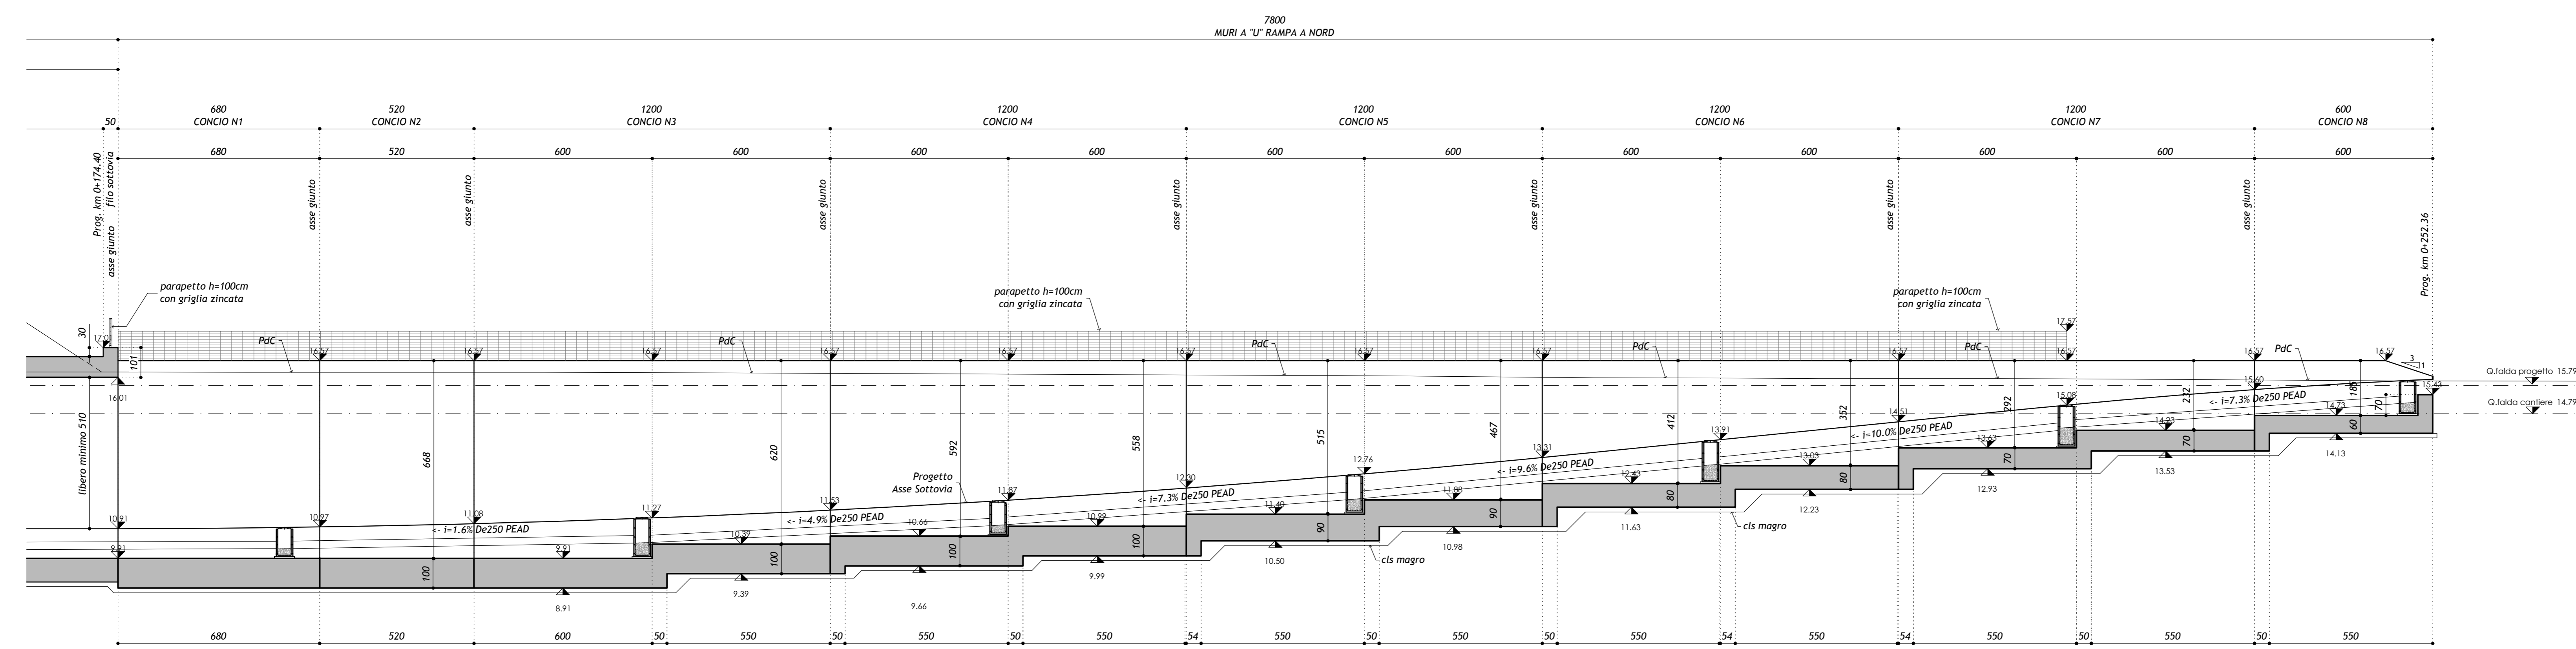 7800
MURI A "U" RAMPA A NORD
680
520
1200
1200
1200
1200
1200
600
50
CONCIO N1
CONCIO N2
CONCIO N3
CONCIO N4
CONCIO N5
CONCIO N6
CONCIO N7
CONCIO N8
680
520
600
600
600
600
600
600
600
600
600
600
600
Prog. km 0+174.40
filo sottovia
asse giunto
asse giunto
asse giunto
asse giunto
asse giunto
asse giunto
asse giunto
asse giunto
Prog. km 0+252.36
parapetto h=100cm
con griglia zincata
parapetto h=100cm
con griglia zincata
parapetto h=100cm
con griglia zincata
30
101
PdC
PdC
PdC
PdC
PdC
PdC
17.57
16.57
16.57
16.57
16.57
16.57
16.57
16.57
16.57
16.57
16.57
16.57
16.57
3
1
16.01
libero minimo 510
668
620
592
558
515
467
412
352
292
232
185
Q.falda progetto 15.79
Q.falda cantiere 14.79
15.43
15.60
15.08
14.51
13.91
13.31
12.76
12.30
11.87
11.53
11.27
11.08
10.97
10.91
Progetto
Asse Sottovia
<- i=1.6% De250 PEAD
<- i=4.9% De250 PEAD
<- i=7.3% De250 PEAD
<- i=9.6% De250 PEAD
<- i=10.0% De250 PEAD
<- i=7.3% De250 PEAD
9.91
9.91
10.39
10.66
10.99
11.40
11.88
12.43
13.03
13.63
14.23
14.73
100
100
100
100
90
90
80
80
70
70
60
70
8.91
9.39
9.66
9.99
10.50
10.98
11.63
12.23
12.93
13.53
14.13
cls magro
cls magro
680
520
600
50
550
50
550
50
550
54
550
50
550
50
550
54
550
54
550
50
550
50
550